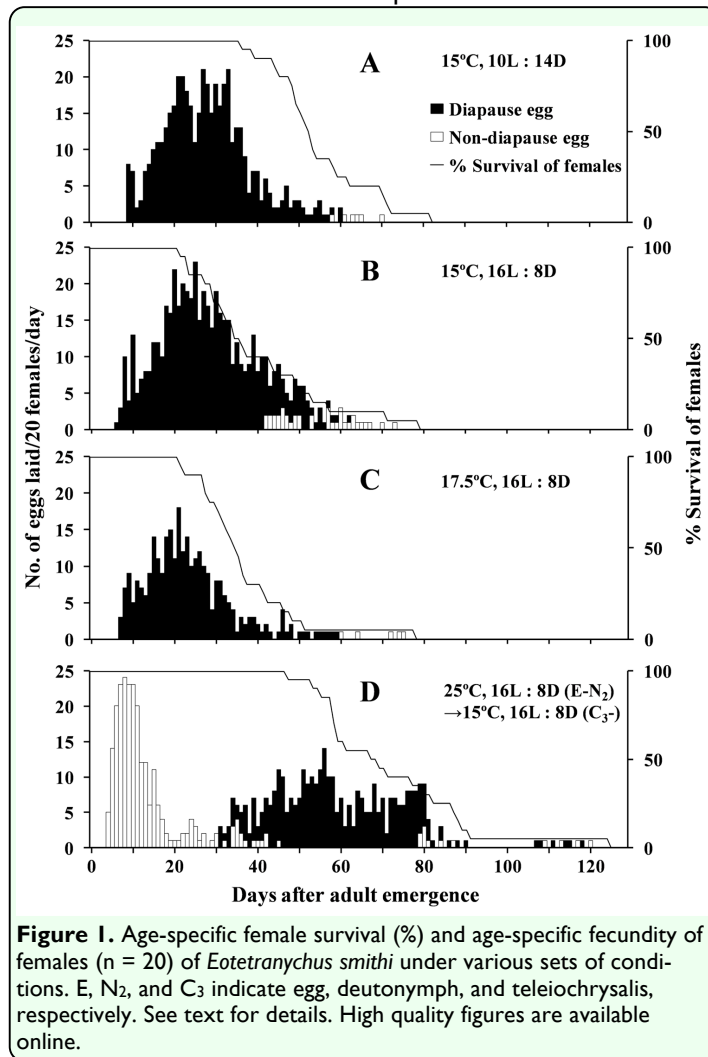 25
20
15
10
5
0
100
50
0
A
15ºC, 10L : 14D
Diapause egg
Non-diapause egg
% Survival of females
25
20
15
10
5
0
100
50
0
B
15ºC, 16L : 8D
25
20
15
10
5
0
100
50
0
C
17.5ºC, 16L : 8D
25
20
15
10
5
0
100
50
0
D
25ºC, 16L : 8D (E-N₂)
→15ºC, 16L : 8D (C₃-)
No. of eggs laid/20 females/day
% Survival of females
0 20 40 60 80 100 120
Days after adult emergence
Figure 1. Age-specific female survival (%) and age-specific fecundity of
females (n = 20) of Eotetranychus smithi under various sets of condi-
tions. E, N₂, and C₃ indicate egg, deutonymph, and teleiochrysalis,
respectively. See text for details. High quality figures are available
online.